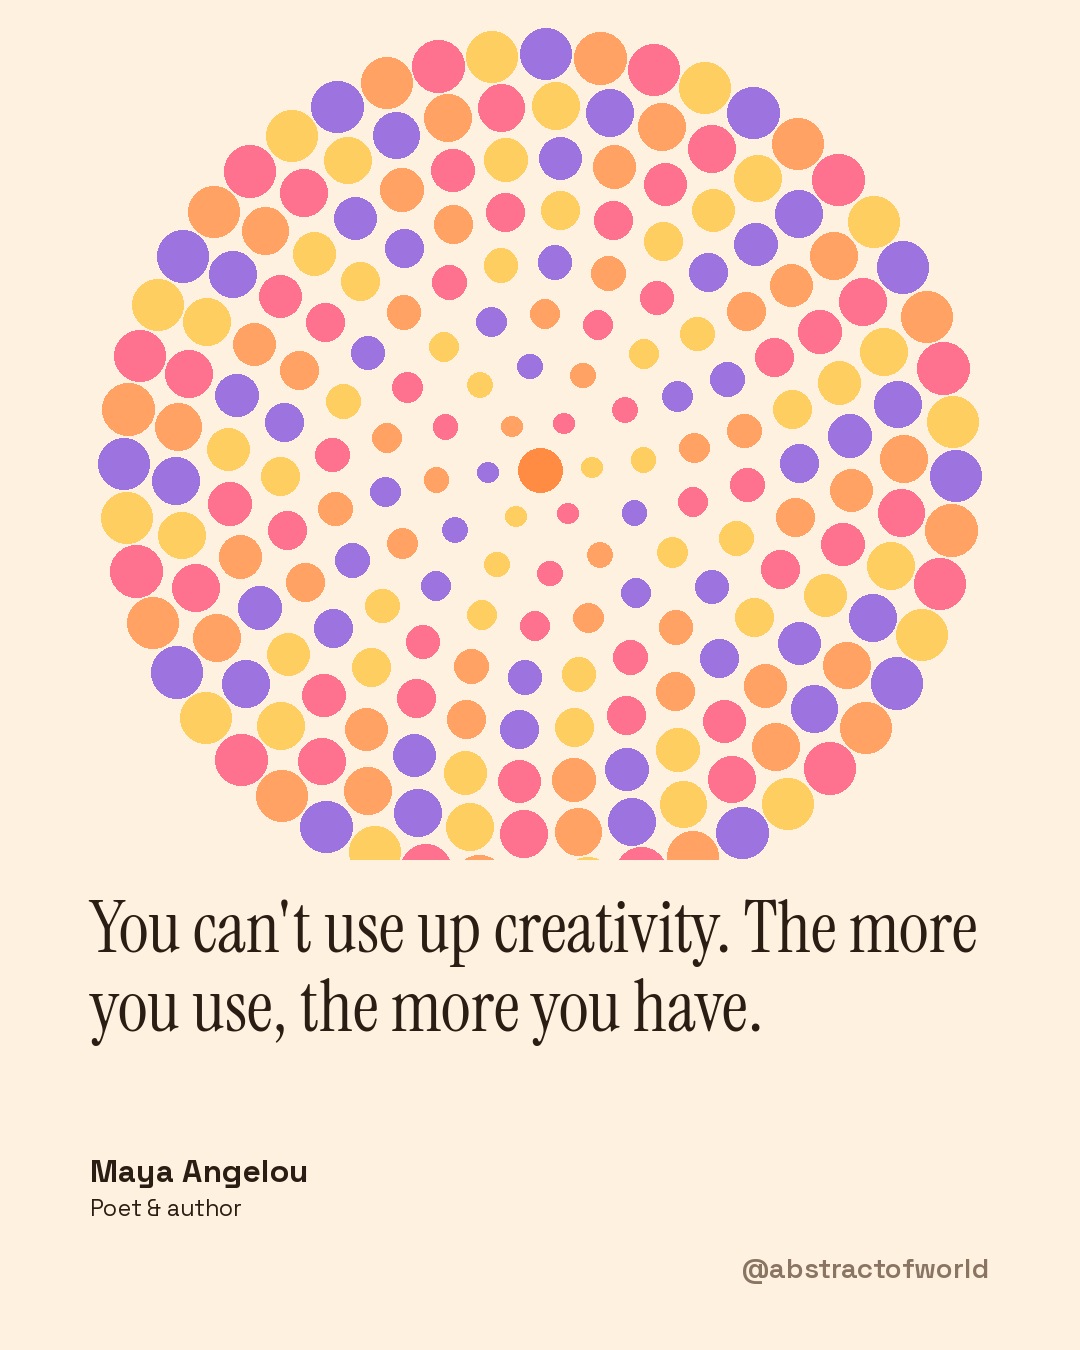 You can't use up creativity. The more
you use, the more you have.
Maya Angelou
Poet & author
@abstractofworld